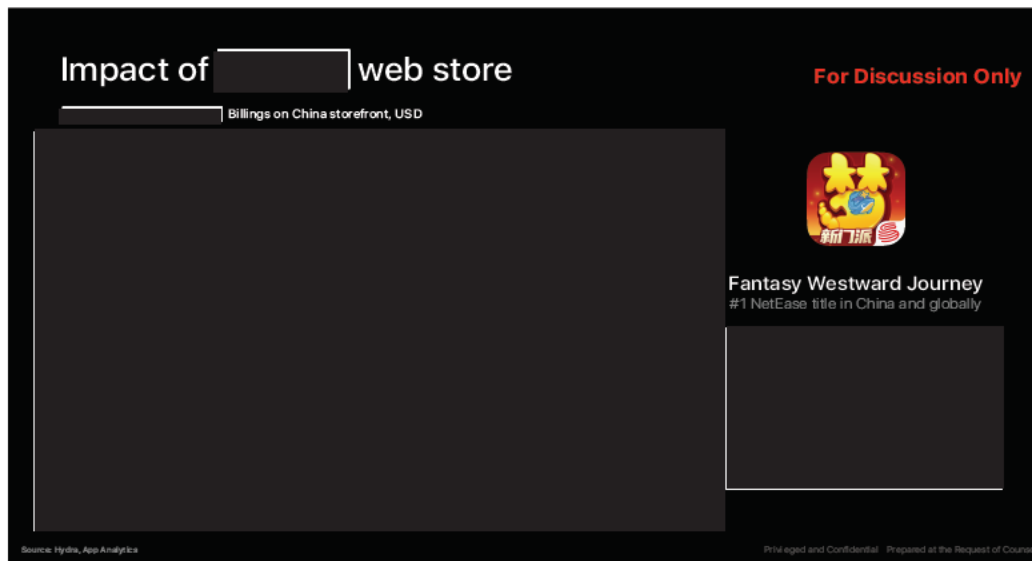 Impact of web store
For Discussion Only
Billings on China storefront, USD
新门派
Fantasy Westward Journey
#1 NetEase title in China and globally
Source: Hydra, App Analytics
Privileged and Confidential Prepared at the Request of